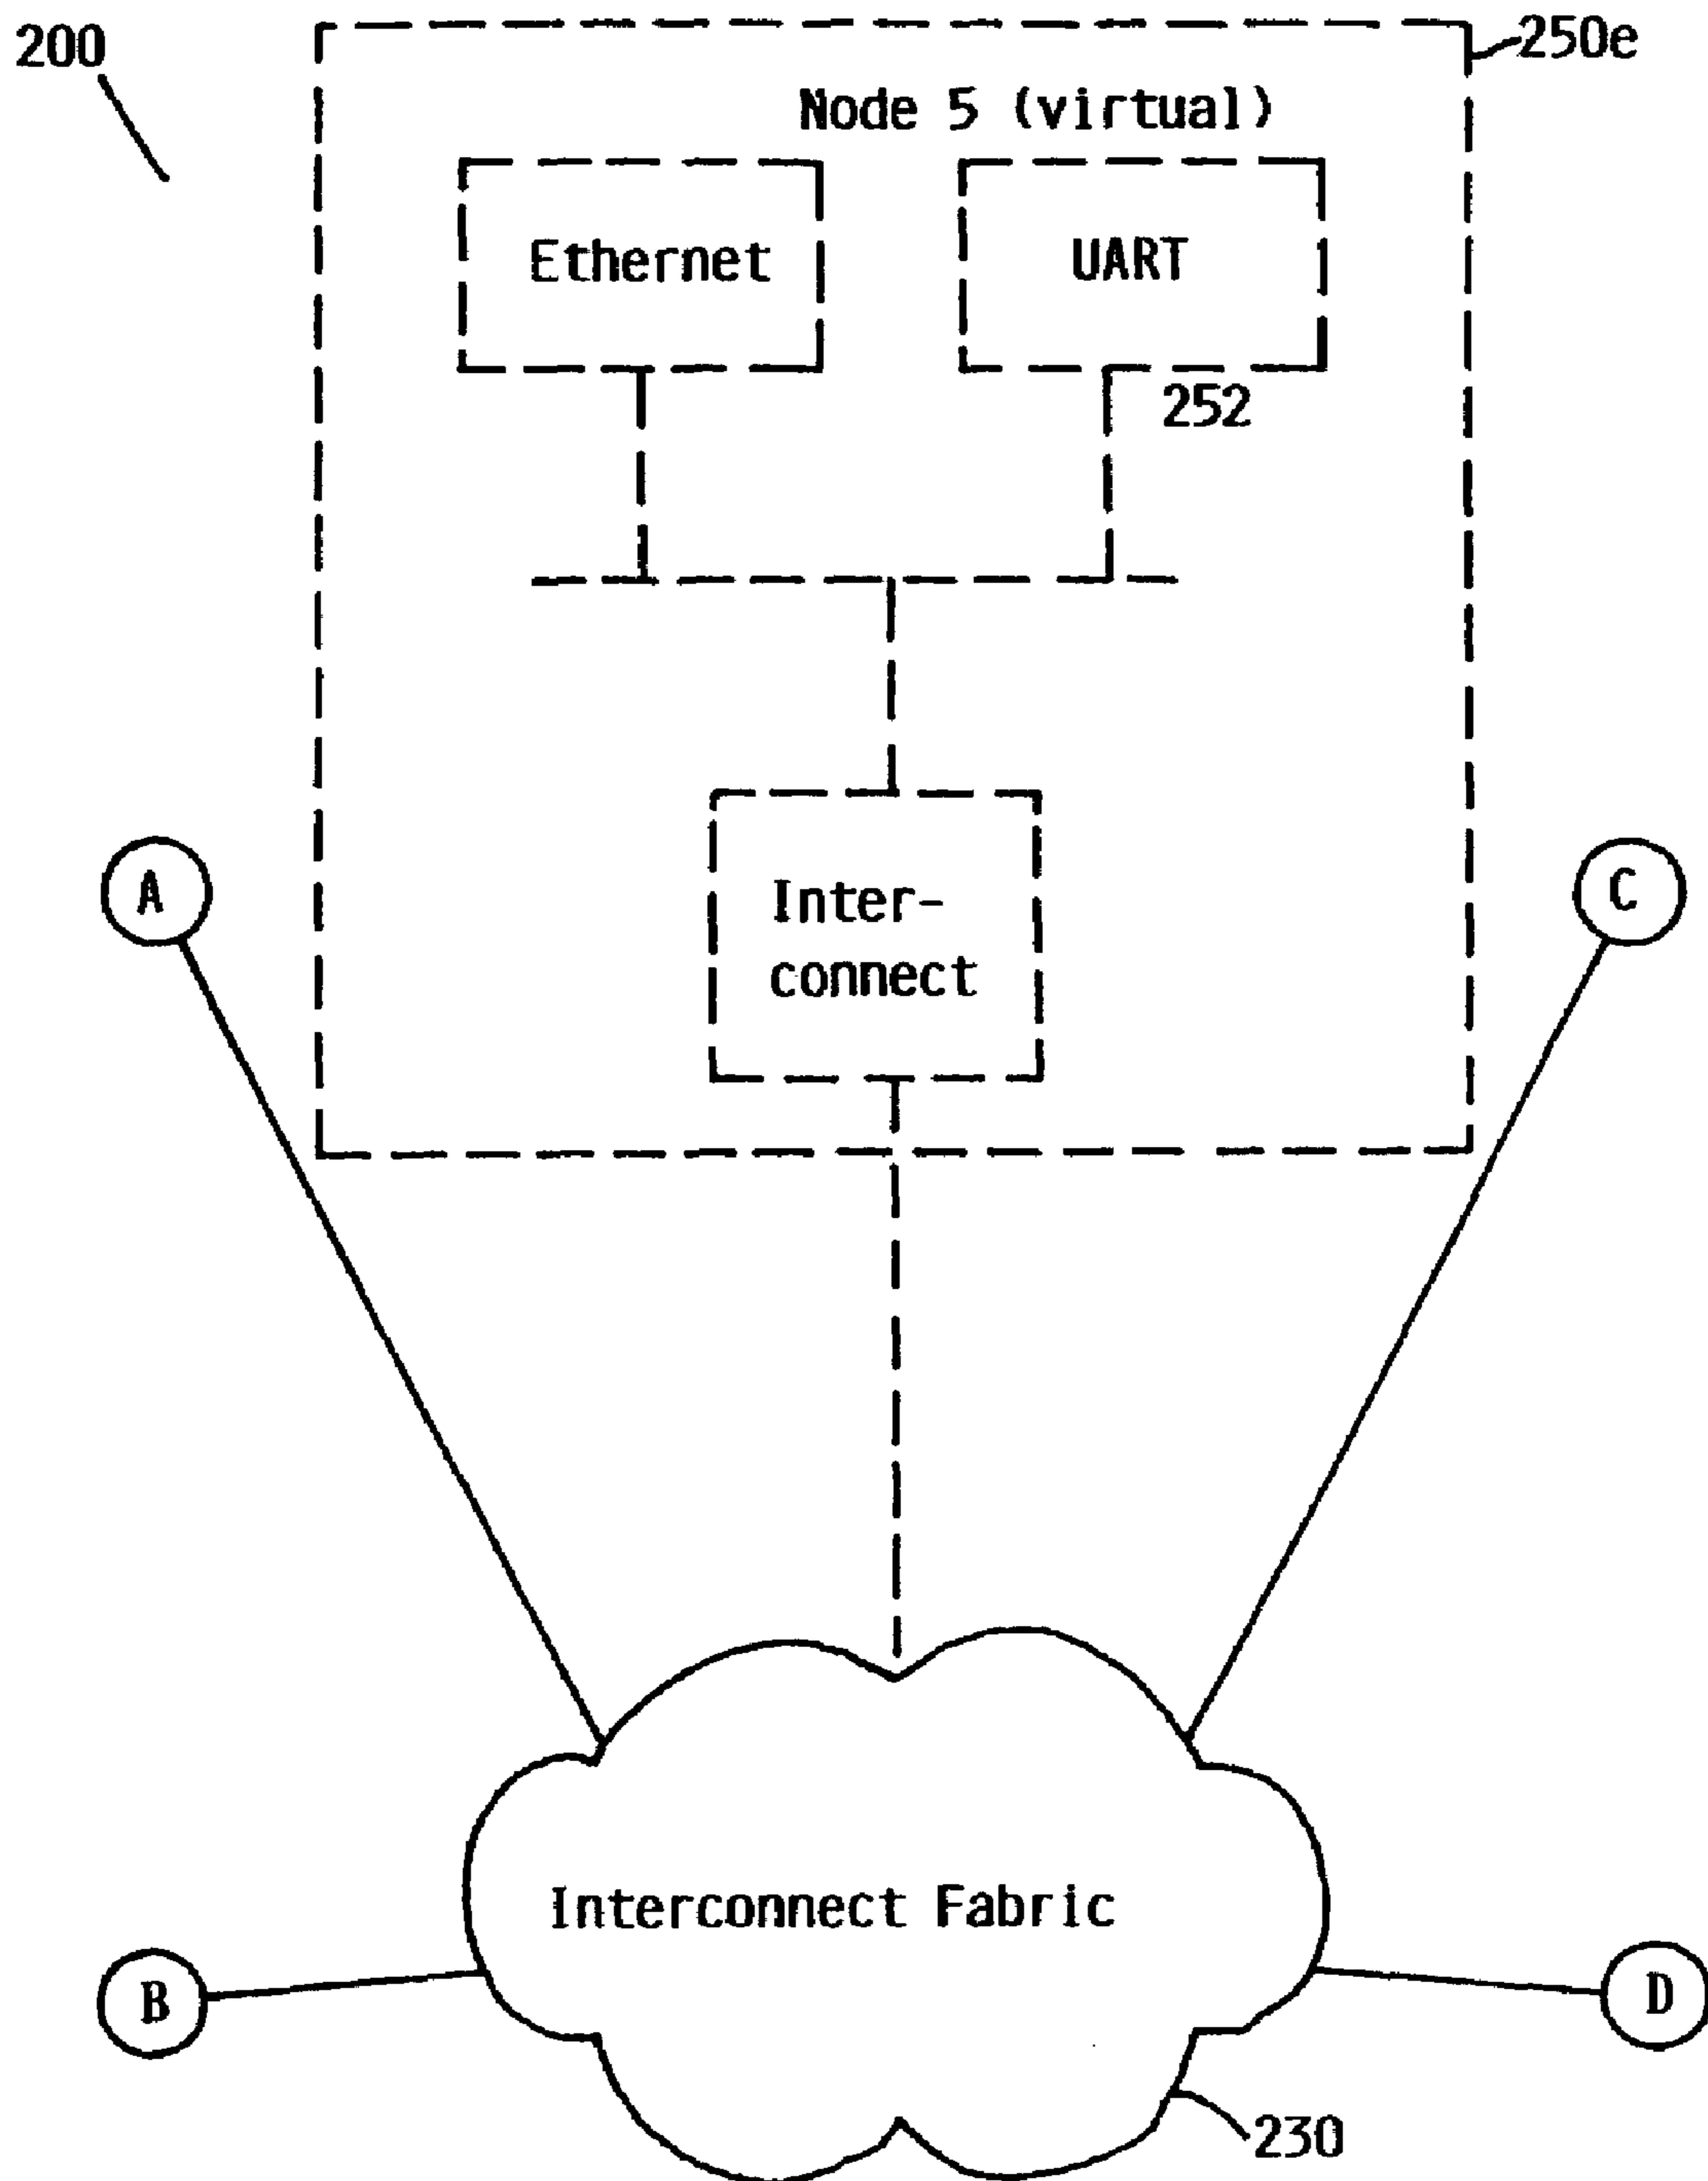 200
250e
Node 5 (virtual)
Ethernet
UART
252
A
C
Inter-
connect
Interconnect Fabric
B
D
230